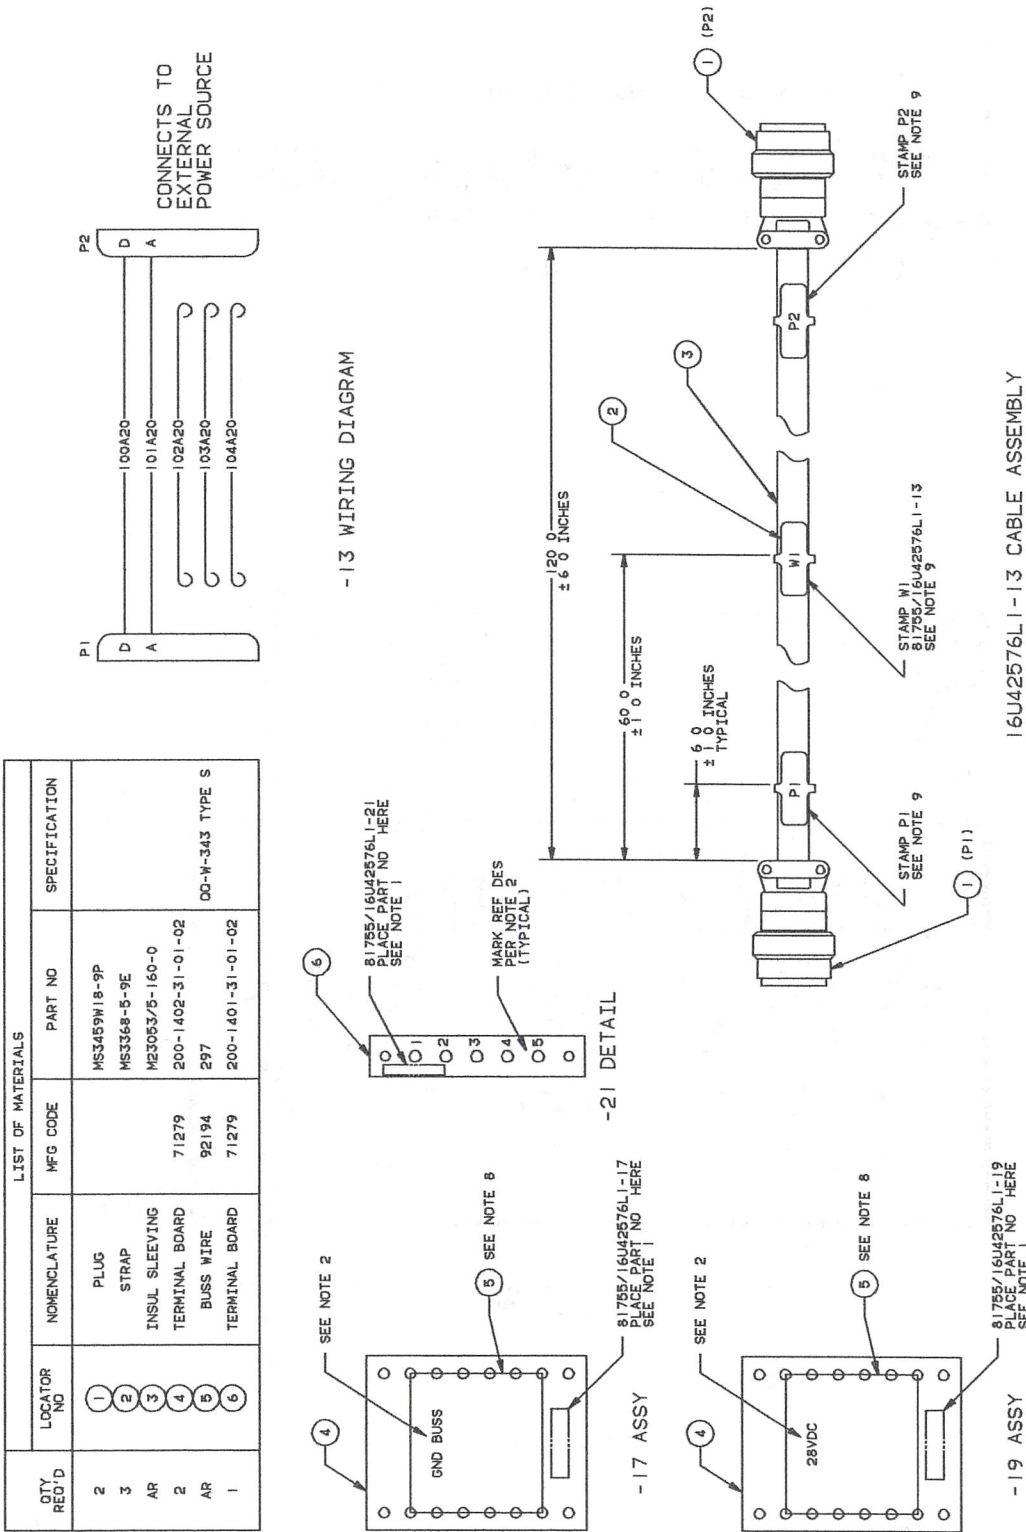 LIST OF MATERIALS
QTY REQ'D LOCATOR NO NOMENCLATURE MFG CODE PART NO SPECIFICATION
2 1 PLUG MS3459W18-9P
3 2 STRAP MS3368-5-9E
AR 3 INSUL SLEEVING M23053/5-160-0
2 4 TERMINAL BOARD 71279 200-1402-31-01-02
AR 5 BUSS WIRE 92194 297 QQ-W-343 TYPE S
1 6 TERMINAL BOARD 71279 200-1401-31-01-02
P1
P2
D
A
D
A
100A20
101A20
102A20
103A20
104A20
CONNECTS TO
EXTERNAL
POWER SOURCE
-13 WIRING DIAGRAM
4
SEE NOTE 2
GND BUSS
5 SEE NOTE 8
81755/16U42576L1-17
PLACE PART NO HERE
SEE NOTE 1
-17 ASSY
4
SEE NOTE 2
28VDC
5 SEE NOTE 8
81755/16U42576L1-19
PLACE PART NO HERE
SEE NOTE 1
-19 ASSY
6
81755/16U42576L1-21
PLACE PART NO HERE
SEE NOTE 1
1
2
3
4
5
MARK REF DES
PER NOTE 2
(TYPICAL)
-21 DETAIL
120 0
±6 0 INCHES
60 0
±1 0 INCHES
6 0
±1 0 INCHES
TYPICAL
2
3
1 (P2)
P1
W1
P2
STAMP P1
SEE NOTE 9
STAMP W1
81755/16U42576L1-13
SEE NOTE 9
STAMP P2
SEE NOTE 9
1 (P1)
16U42576L1-13 CABLE ASSEMBLY